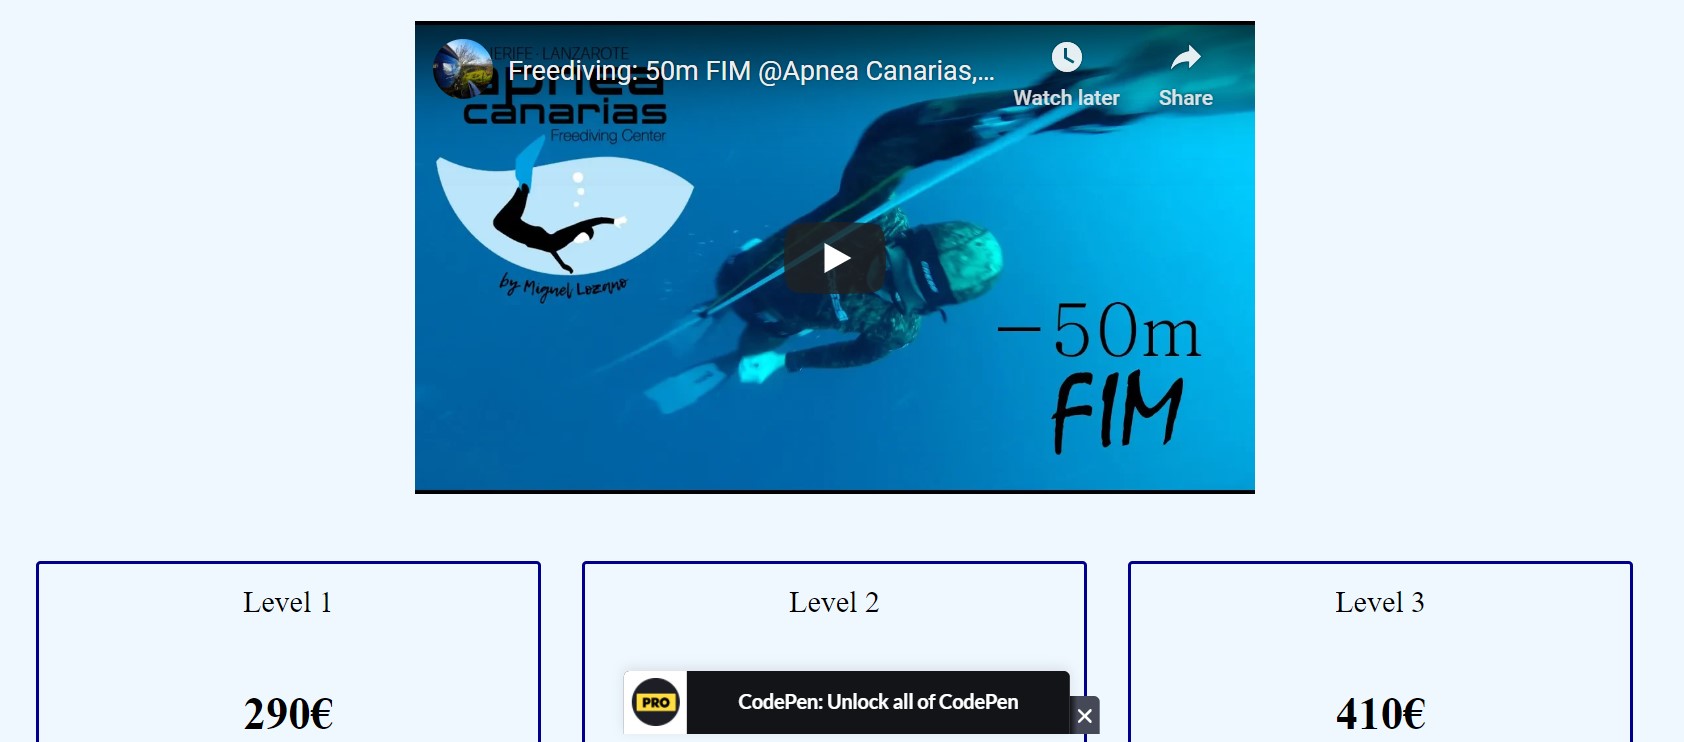 Freediving: 50m FIM @Apnea Canarias,...
Watch later
Share
TENERIFE · LANZAROTE
apnea
canarias
Freediving Center
by Miguel Lozano
-50m
FIM
Level 1
Level 2
Level 3
290€
410€
PRO
CodePen: Unlock all of CodePen